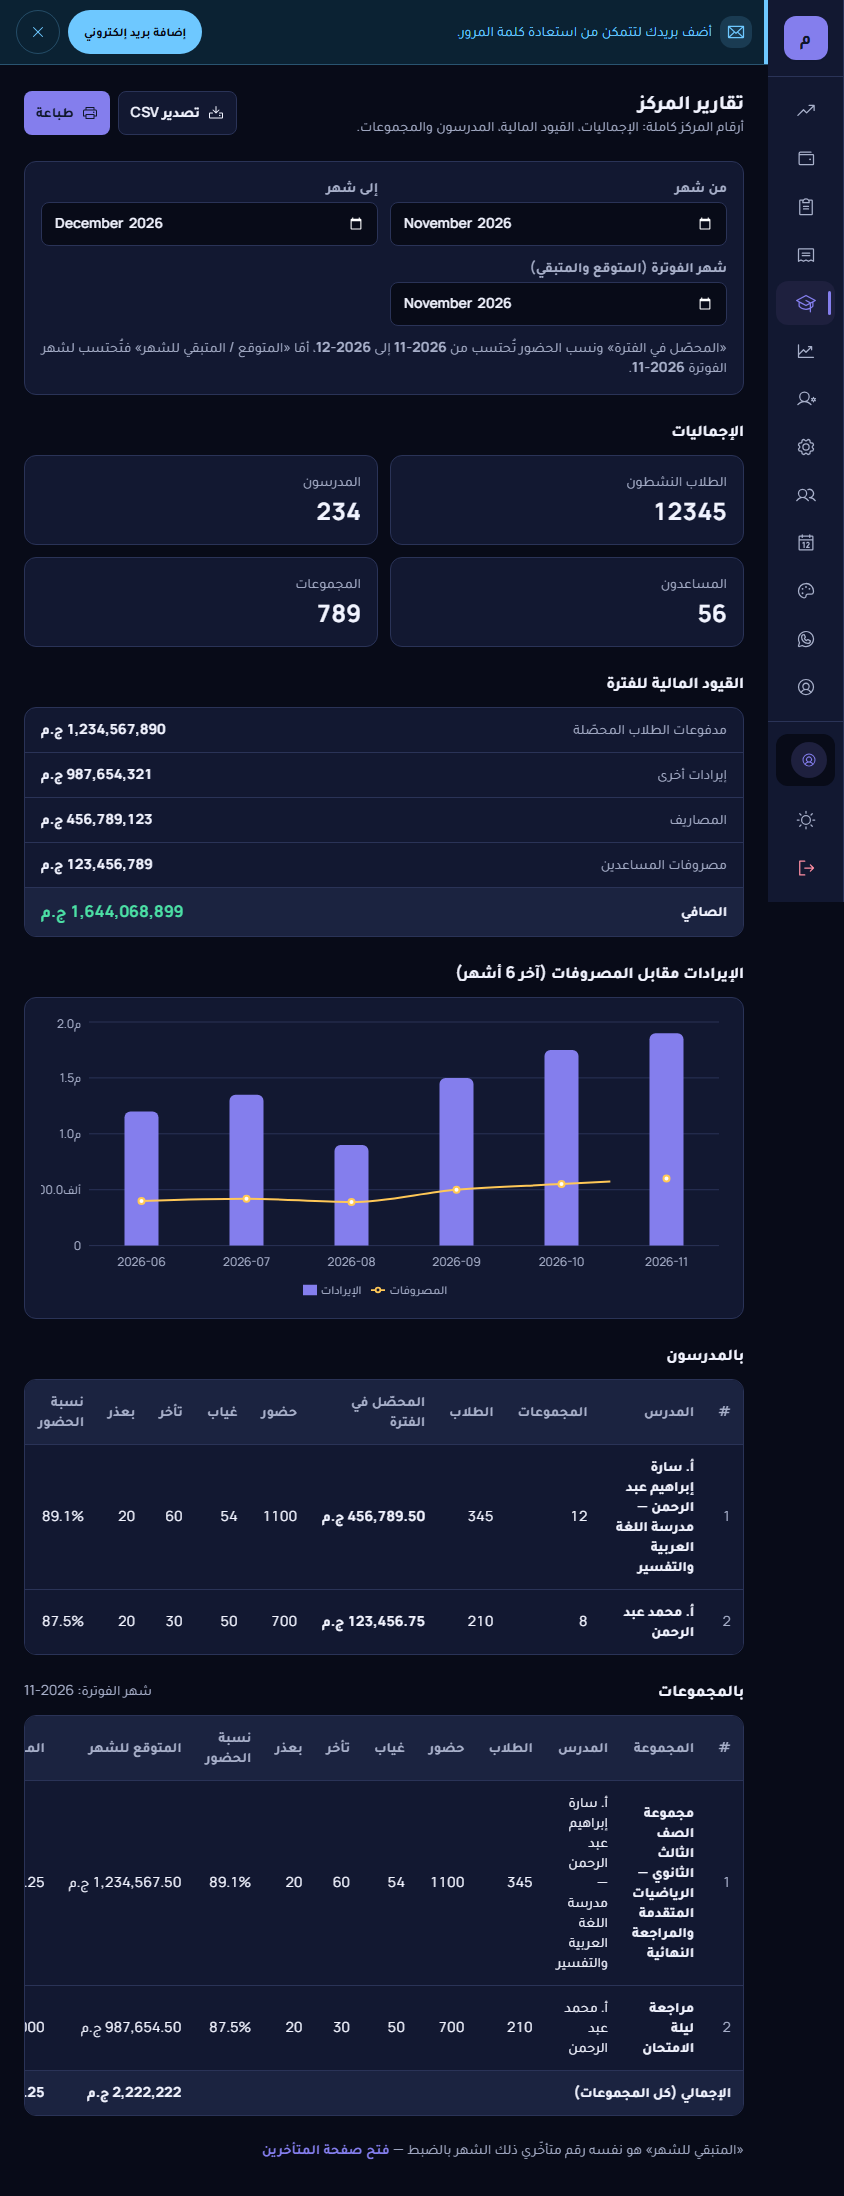 أضف بريدك لتتمكن من استعادة كلمة المرور.
إضافة بريد إلكتروني
م
12
تقارير المركز
أرقام المركز كاملة: الإجماليات، القيود المالية، المدرسون والمجموعات.
تصدير CSV
طباعة
من شهر
إلى شهر
November 2026
December 2026
شهر الفوترة (المتوقع والمتبقي)
November 2026
«المحصّل في الفترة» ونسب الحضور تُحتسب من 2026-11 إلى 2026-12. أمّا «المتوقع / المتبقي للشهر» فتُحتسب لشهر
الفوترة 2026-11.
الإجماليات
الطلاب النشطون
12345
المدرسون
234
المساعدون
56
المجموعات
789
القيود المالية للفترة
مدفوعات الطلاب المحصّلة
1,234,567,890 ج.م
إيرادات أخرى
987,654,321 ج.م
المصاريف
456,789,123 ج.م
مصروفات المساعدين
123,456,789 ج.م
الصافي
1,644,068,899 ج.م
الإيرادات مقابل المصروفات (آخر 6 أشهر)
2.0م
1.5م
1.0م
00.0ألف
0
2026-06
2026-07
2026-08
2026-09
2026-10
2026-11
الإيرادات
المصروفات
بالمدرسون
# المدرس المجموعات الطلاب المحصّل في الفترة حضور غياب تأخر بعذر نسبة الحضور
1 أ. سارة إبراهيم عبد الرحمن — مدرسة اللغة العربية والتفسير 12 345 456,789.50 ج.م 1100 54 60 20 89.1%
2 أ. محمد عبد الرحمن 8 210 123,456.75 ج.م 700 50 30 20 87.5%
بالمجموعات
شهر الفوترة: 2026-11
# المجموعة المدرس الطلاب حضور غياب تأخر بعذر نسبة الحضور المتوقع للشهر
1 مجموعة الصف الثالث الثانوي — الرياضيات المتقدمة والمراجعة النهائية أ. سارة إبراهيم عبد الرحمن — مدرسة اللغة العربية والتفسير 345 1100 54 60 20 89.1% 1,234,567.50 ج.م .25
2 مراجعة ليلة الامتحان أ. محمد عبد الرحمن 210 700 50 30 20 87.5% 987,654.50 ج.م
الإجمالي (كل المجموعات) 2,222,222 ج.م .25
«المتبقي للشهر» هو نفسه رقم متأخّري ذلك الشهر بالضبط — فتح صفحة المتأخرين